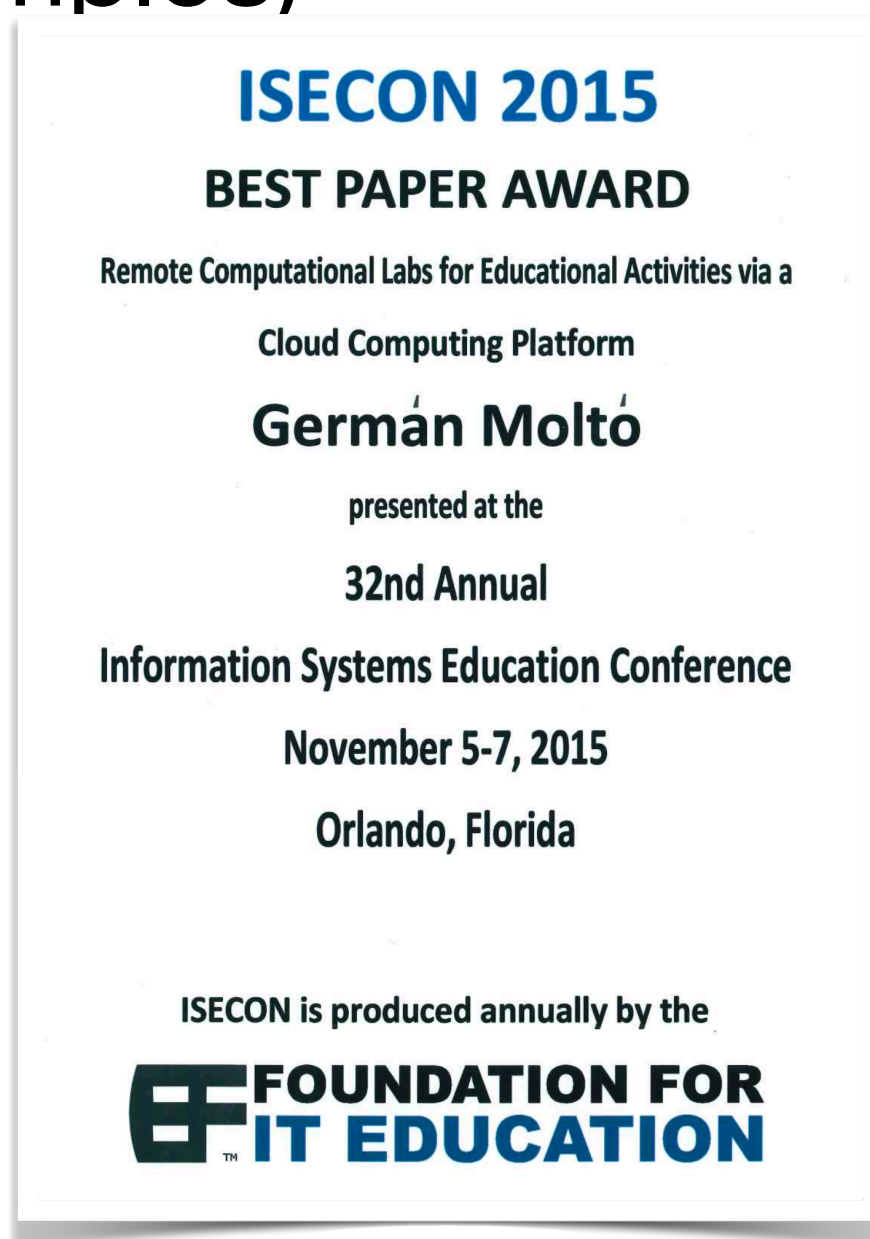 ISECON 2015
BEST PAPER AWARD
Remote Computational Labs for Educational Activities via a
Cloud Computing Platform
Germán Moltó
presented at the
32nd Annual
Information Systems Education Conference
November 5-7, 2015
Orlando, Florida
ISECON is produced annually by the
EF FOUNDATION FOR
™ IT EDUCATION